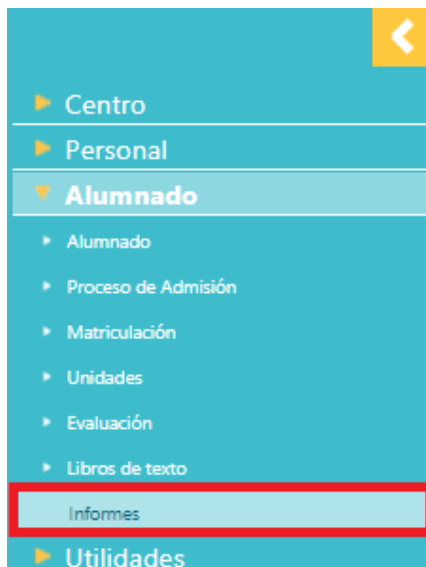 Centro
Personal
Alumnado
Alumnado
Proceso de Admisión
Matriculación
Unidades
Evaluación
Libros de texto
Informes
Utilidades